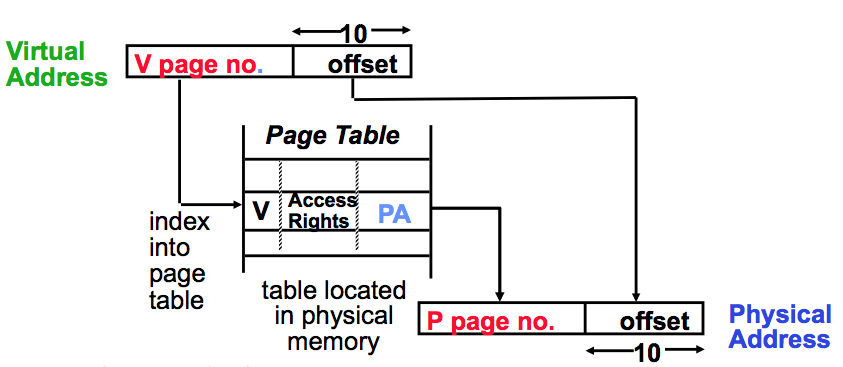 10
Virtual
Address
V page no.
offset
Page Table
V
Access
Rights
PA
index
into
page
table
table located
in physical
memory
P page no.
offset
Physical
Address
10